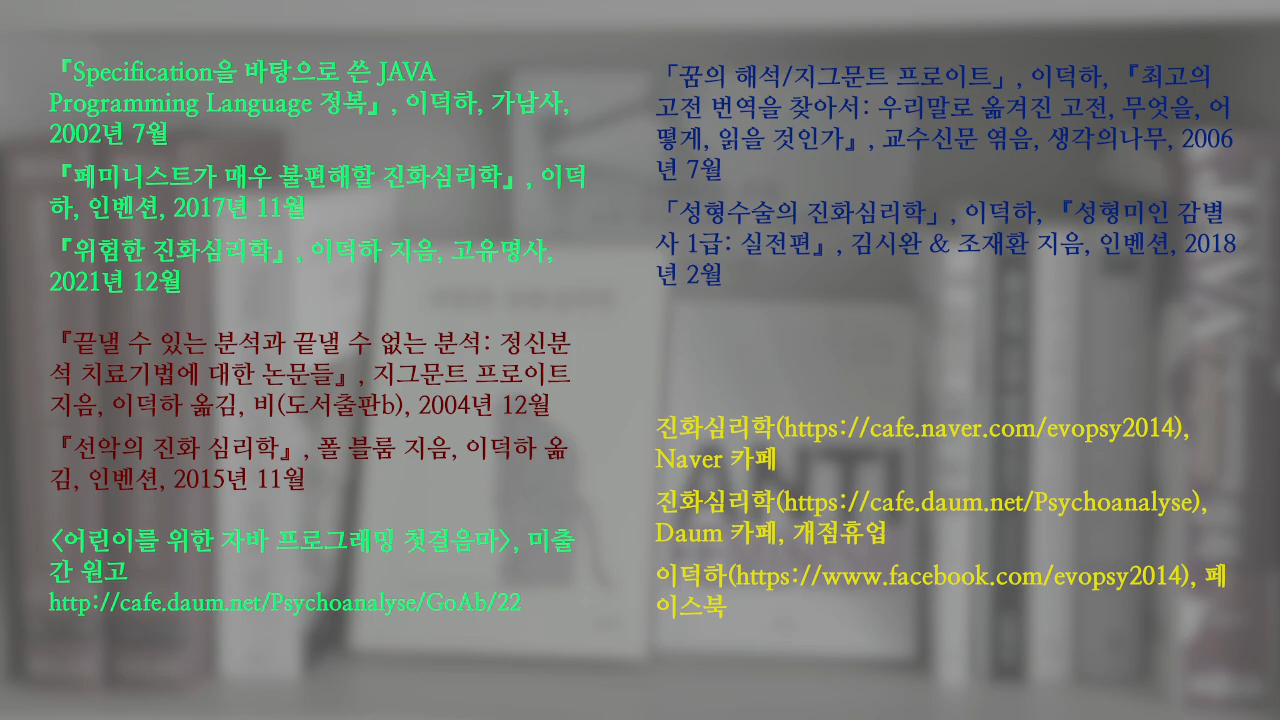 『Specification을 바탕으로 쓴 JAVA
Programming Language 정복』, 이덕하, 가남사,
2002년 7월
『페미니스트가 매우 불편해할 진화심리학』, 이덕
하, 인벤션, 2017년 11월
『위험한 진화심리학』, 이덕하 지음, 고유명사,
2021년 12월
『끝낼 수 있는 분석과 끝낼 수 없는 분석: 정신분
석 치료기법에 대한 논문들』, 지그문트 프로이트
지음, 이덕하 옮김, 비(도서출판b), 2004년 12월
『선악의 진화 심리학』, 폴 블룸 지음, 이덕하 옮
김, 인벤션, 2015년 11월
〈어린이를 위한 자바 프로그래밍 첫걸음마〉, 미출
간 원고
http://cafe.daum.net/Psychoanalyse/GoAb/22
「꿈의 해석/지그문트 프로이트」, 이덕하, 『최고의
고전 번역을 찾아서: 우리말로 옮겨진 고전, 무엇을, 어
떻게, 읽을 것인가』, 교수신문 엮음, 생각의나무, 2006
년 7월
「성형수술의 진화심리학」, 이덕하, 『성형미인 감별
사 1급: 실전편』, 김시완 & 조재환 지음, 인벤션, 2018
년 2월
진화심리학(https://cafe.naver.com/evopsy2014),
Naver 카페
진화심리학(https://cafe.daum.net/Psychoanalyse),
Daum 카페, 개점휴업
이덕하(https://www.facebook.com/evopsy2014), 페
이스북